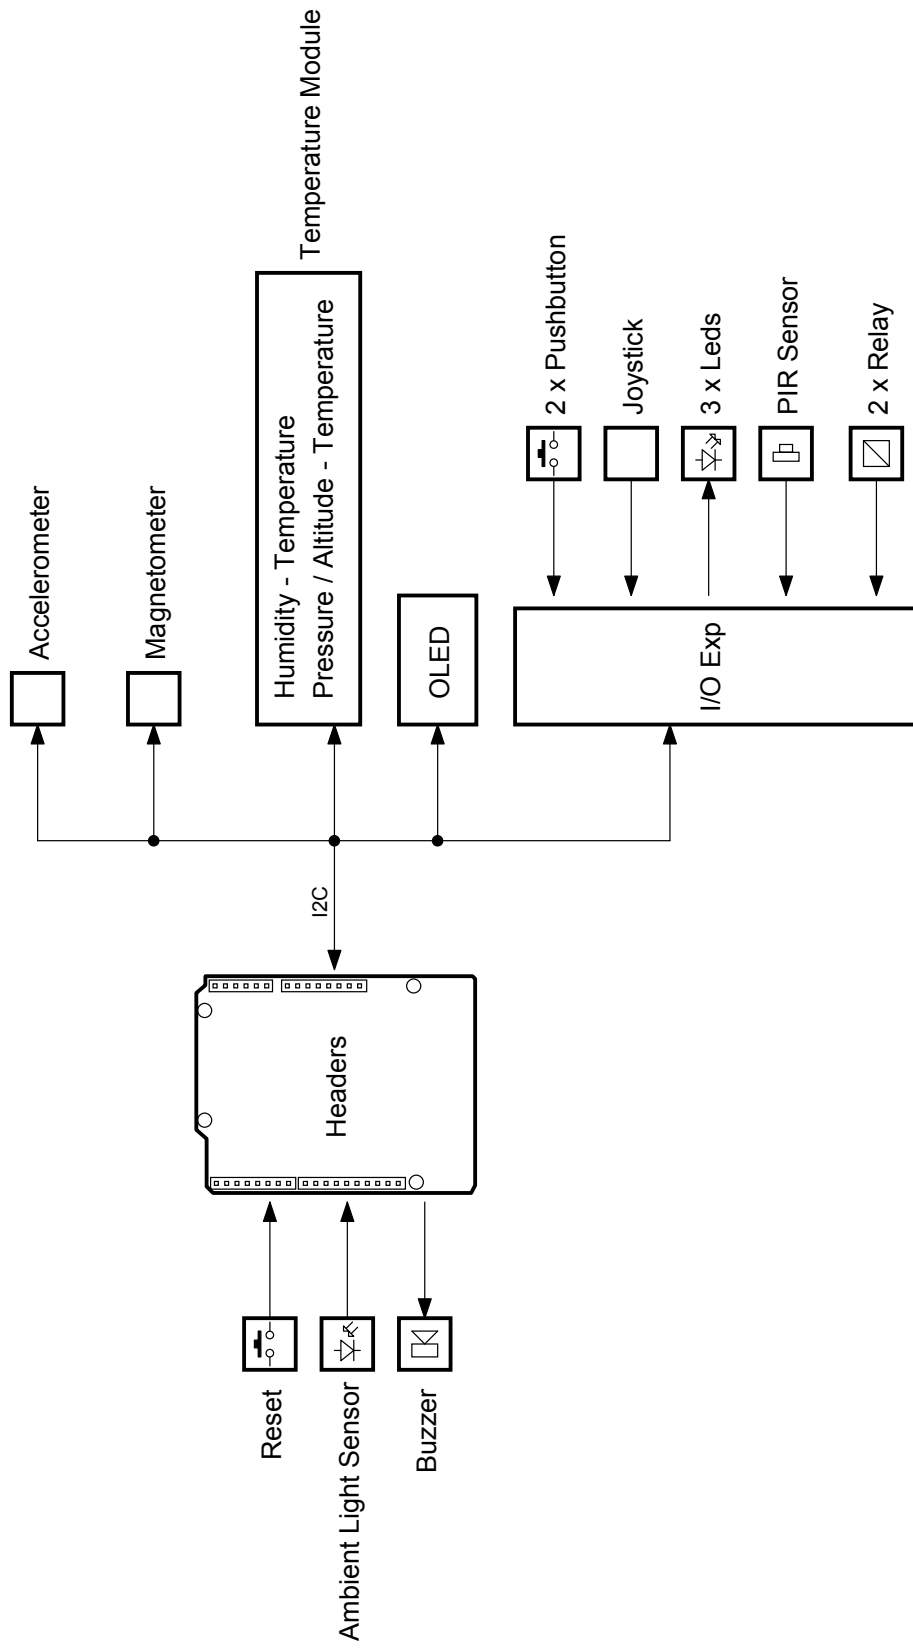 Accelerometer
Magnetometer
Temperature Module
Humidity - Temperature
Pressure / Altitude - Temperature
OLED
I/O Exp
2 x Pushbutton
Joystick
3 x Leds
PIR Sensor
2 x Relay
I2C
Headers
Reset
Ambient Light Sensor
Buzzer